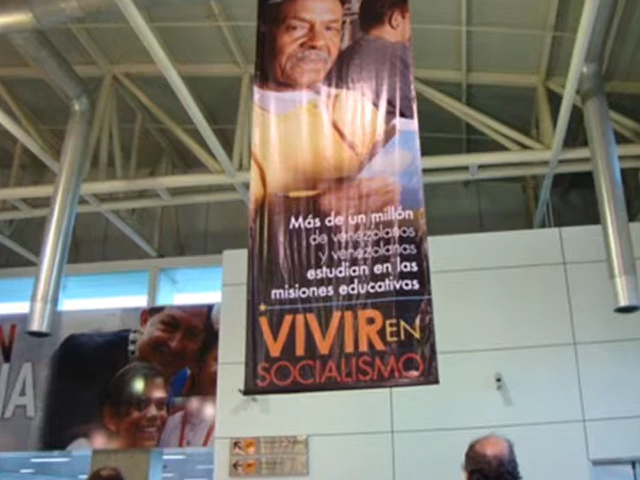 Más de un millón
de venezolanos
y venezolanas
estudian en las
misiones educativas
VIVIR EN
SOCIALISMO